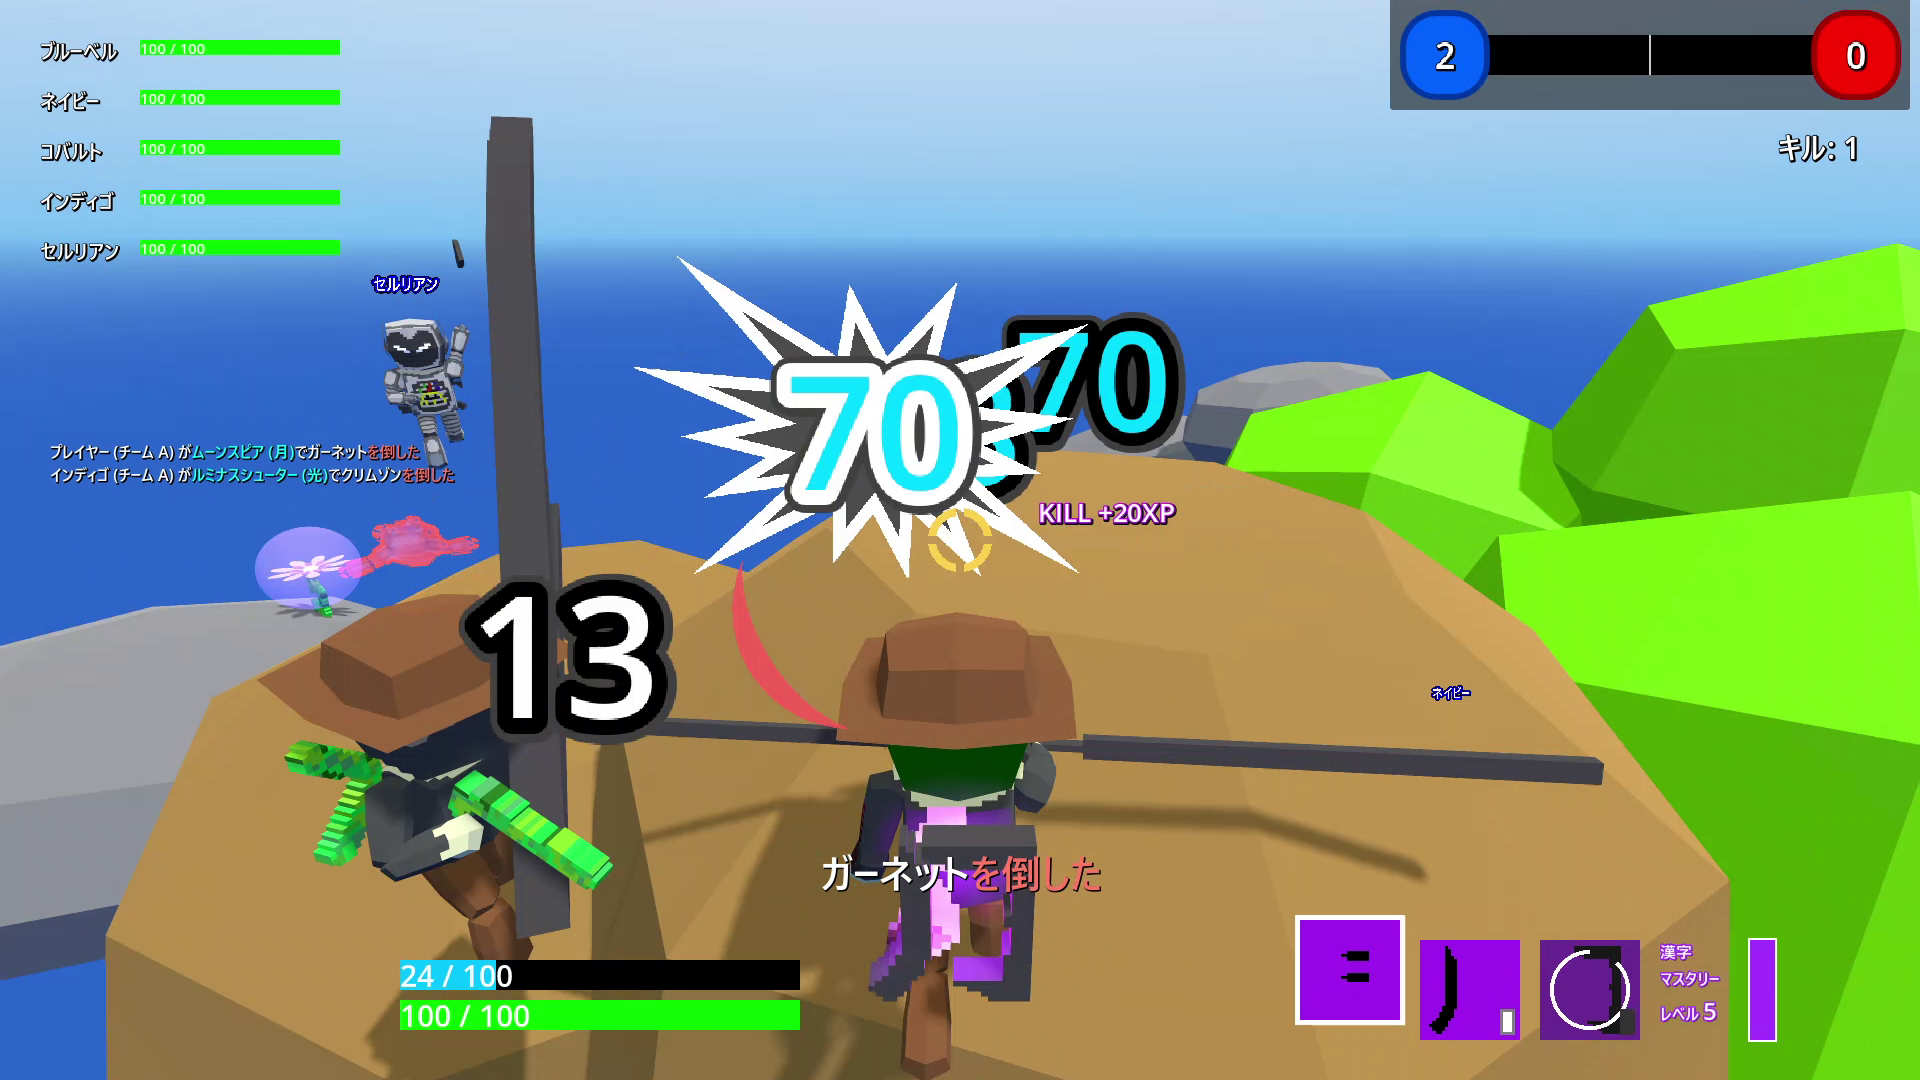 ブルーベル 100 / 100
ネイビー 100 / 100
コバルト 100 / 100
インディゴ 100 / 100
セルリアン 100 / 100
2 0
キル: 1
セルリアン
70
70
プレイヤー (チーム A) がムーンスピア (月)でガーネットを倒した
インディゴ (チーム A) がルミナスシューター (光)でクリムゾンを倒した
KILL +20XP
13
ネイビー
ガーネットを倒した
24 / 100
100 / 100
漢字
マスタリー
レベル 5